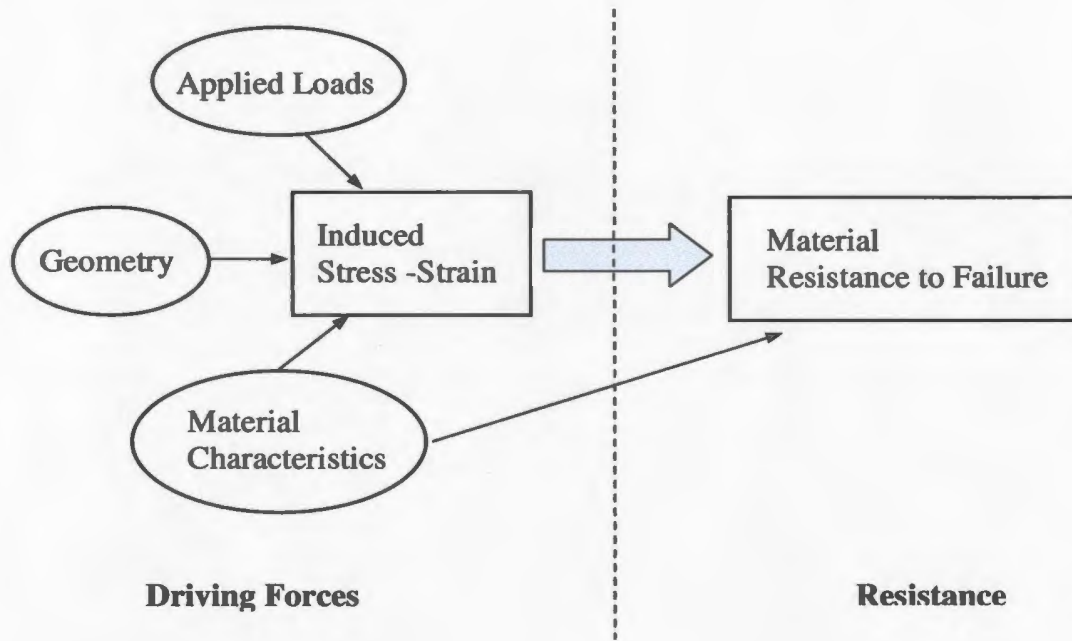 Applied Loads
Geometry
Induced
Stress -Strain
Material
Resistance to Failure
Material
Characteristics
Driving Forces
Resistance